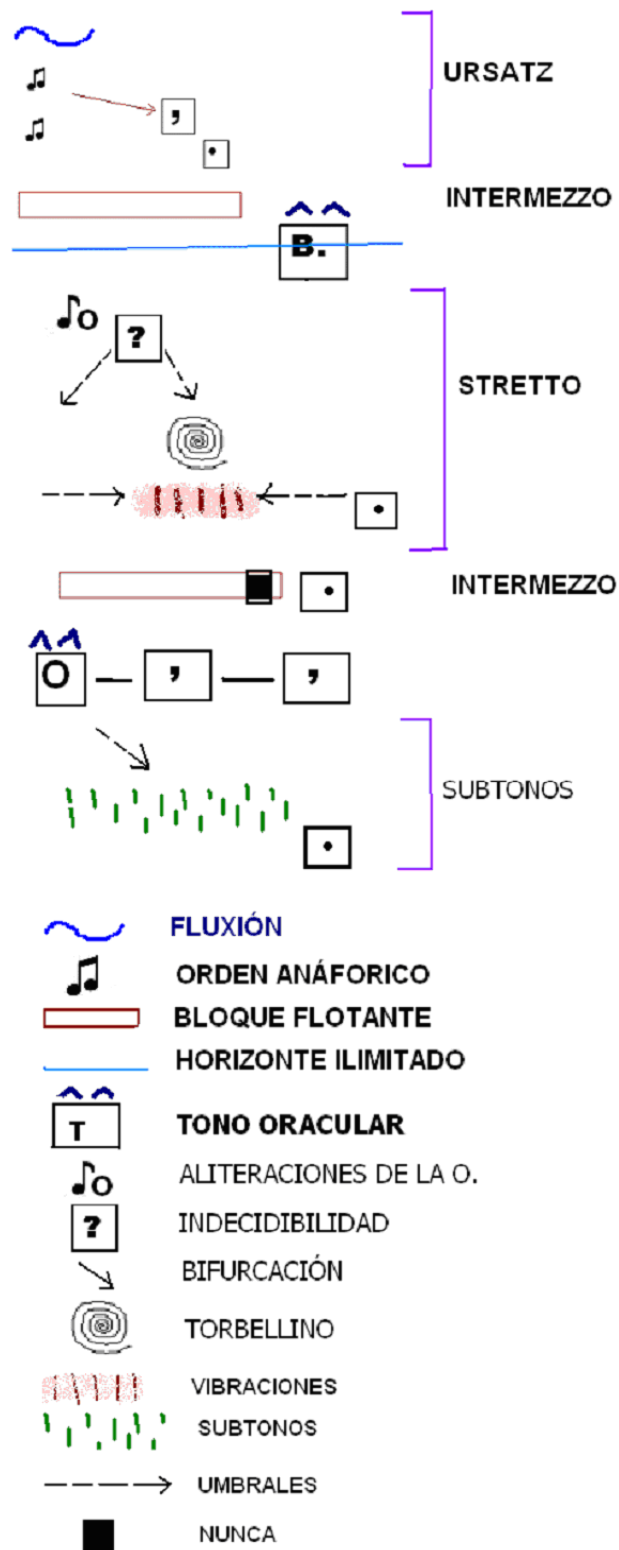 URSATZ
,
.
INTERMEZZO
B.
O
?
STRETTO
.
INTERMEZZO
.
O — , — ,
SUBTONOS
.
FLUXIÓN
ORDEN ANÁFORICO
BLOQUE FLOTANTE
HORIZONTE ILIMITADO
T TONO ORACULAR
O ALITERACIONES DE LA O.
? INDECIDIBILIDAD
BIFURCACIÓN
TORBELLINO
VIBRACIONES
SUBTONOS
UMBRALES
NUNCA